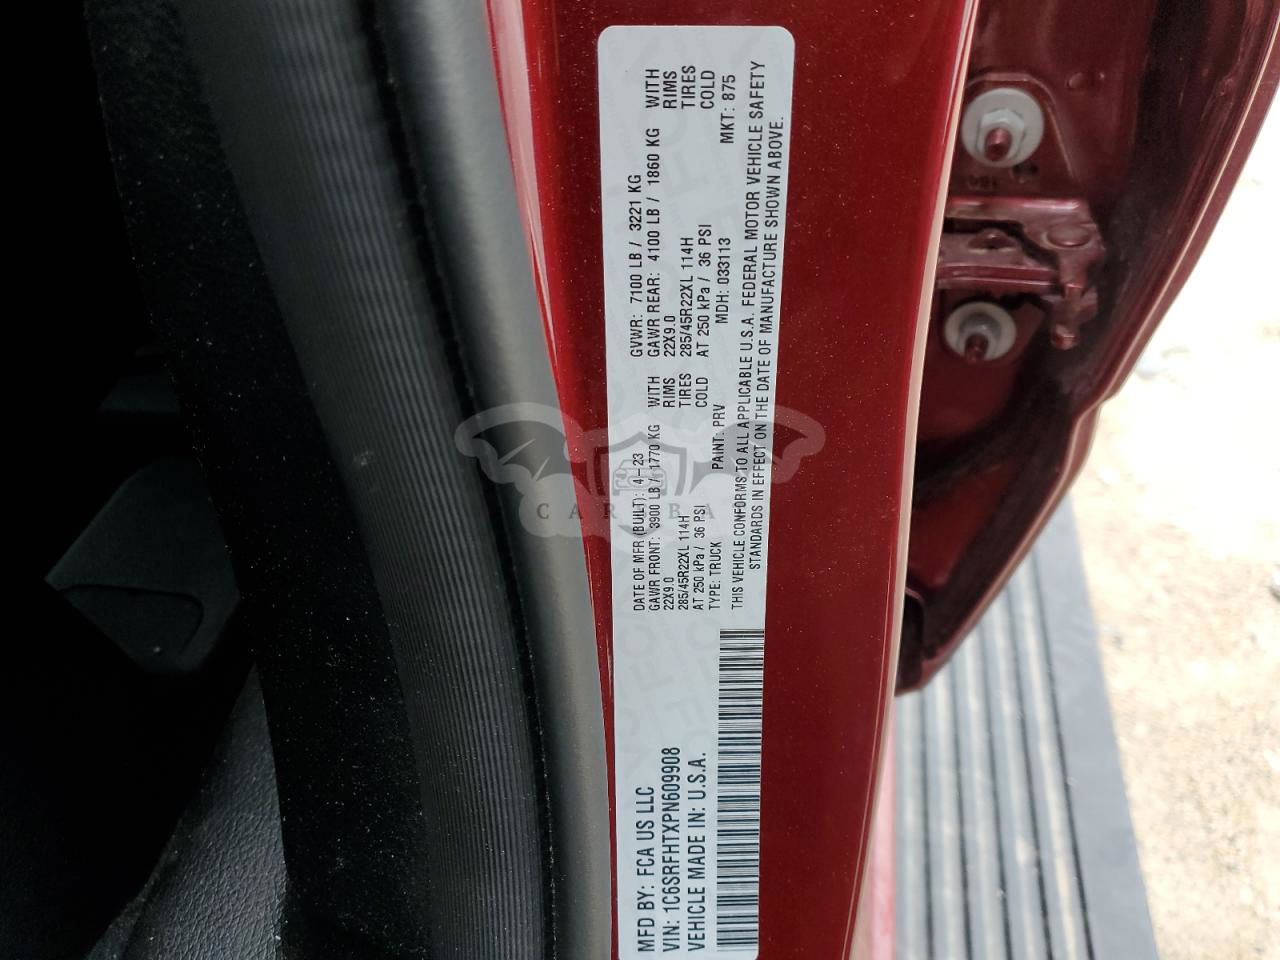 MFD BY: FCA US LLC
VIN: 1C6SRFHTXPN609908
VEHICLE MADE IN: U.S.A.
DATE OF MFR (BUILT): 4-23
GAWR FRONT: 3900 LB / 1770 KG WITH
22X9.0 RIMS
285/45R22XL 114H TIRES
AT 250 kPa / 36 PSI COLD
TYPE: TRUCK PAINT: PRV
GVWR: 7100 LB / 3221 KG
GAWR REAR: 4100 LB / 1860 KG WITH
22X9.0 RIMS
285/45R22XL 114H TIRES
AT 250 kPa / 36 PSI COLD
MDH: 033113 MKT: 875
THIS VEHICLE CONFORMS TO ALL APPLICABLE U.S.A. FEDERAL MOTOR VEHICLE SAFETY
STANDARDS IN EFFECT ON THE DATE OF MANUFACTURE SHOWN ABOVE.